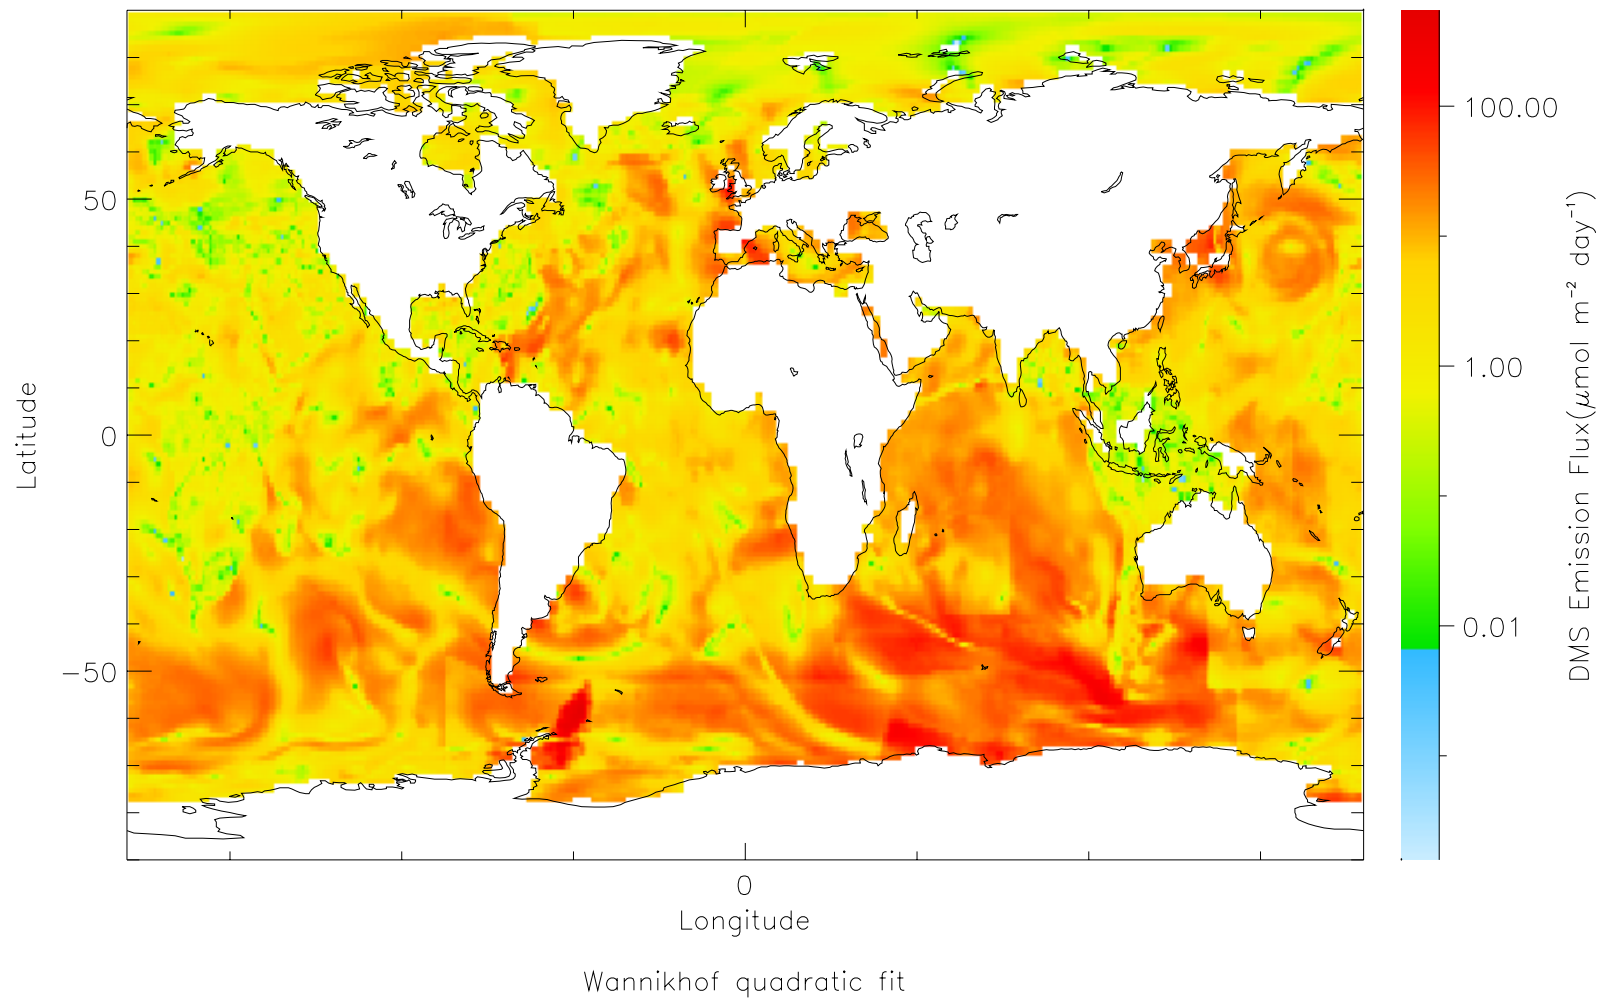 50
0
−50
Latitude
0
Longitude
Wannikhof quadratic fit
100.00
1.00
0.01
DMS Emission Flux(μmol m⁻² day⁻¹)